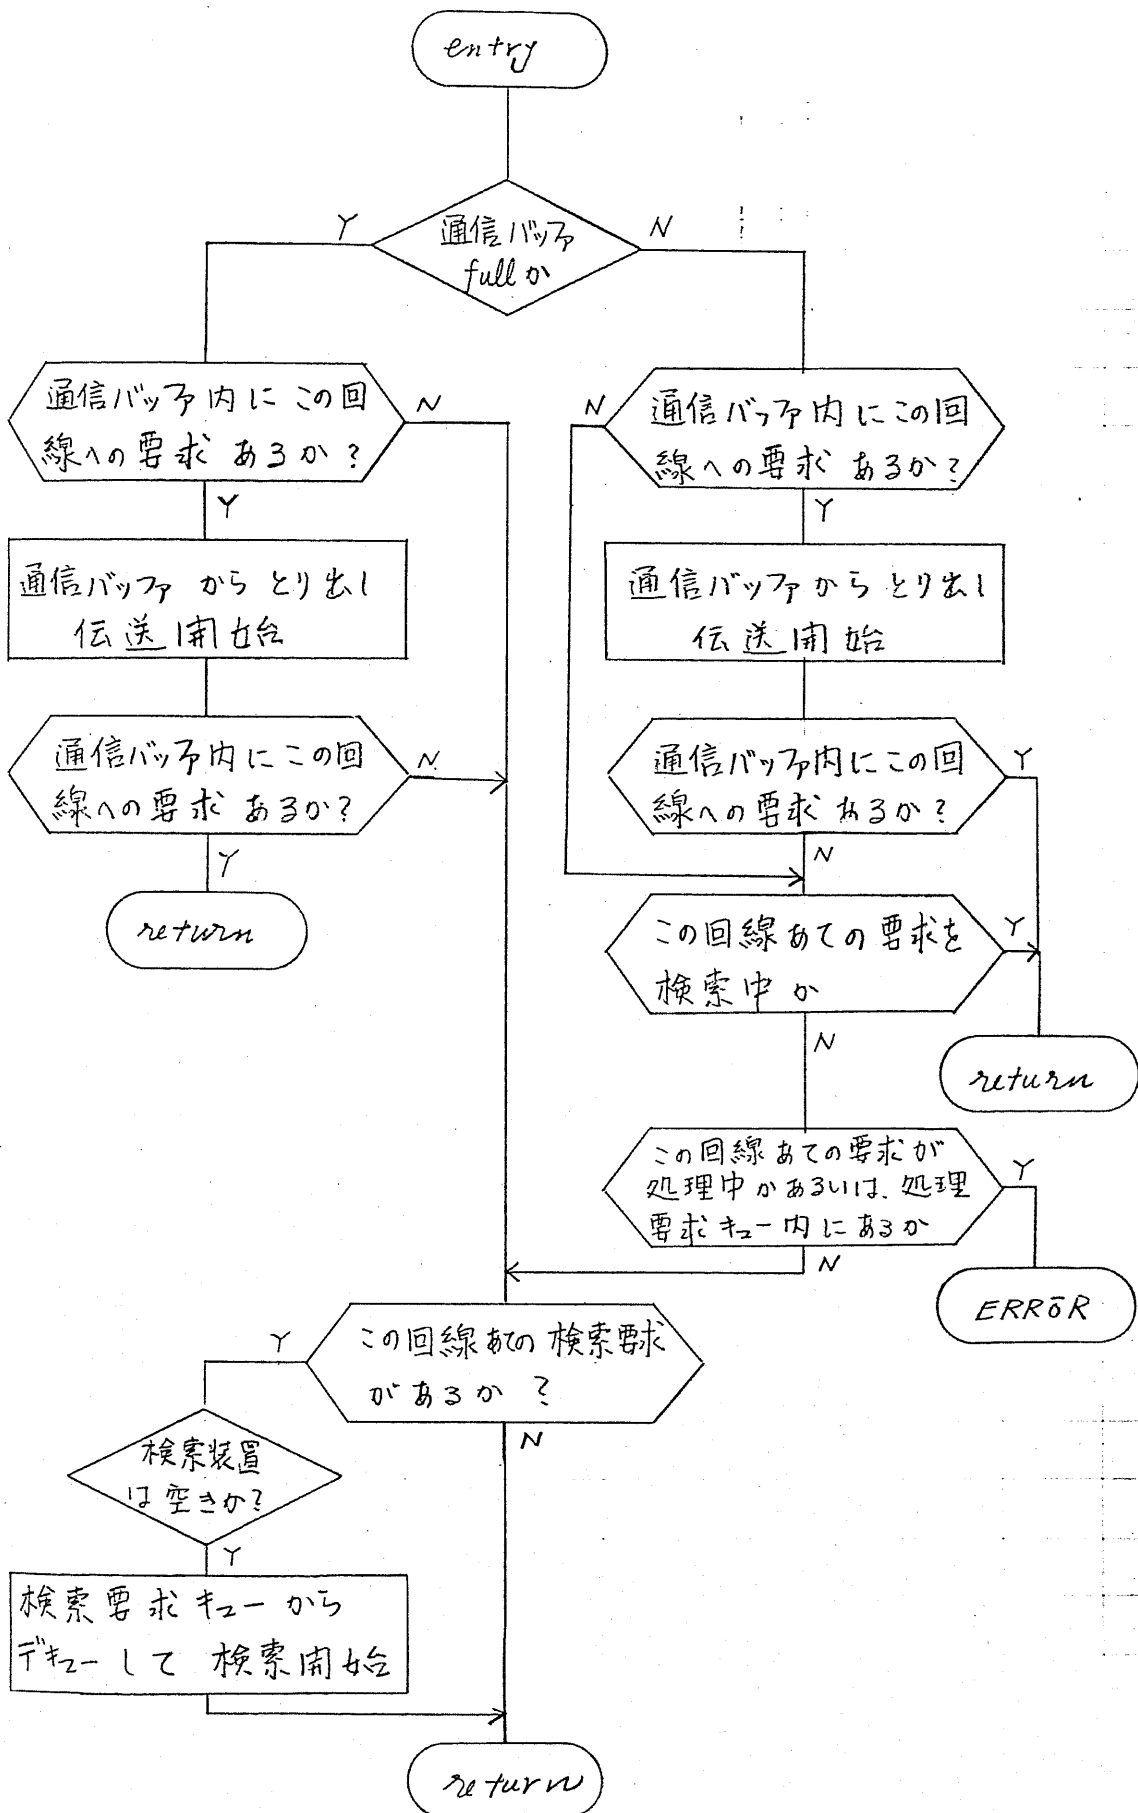 entry
通信バッファ
fullか
Y
N
通信バッファ内にこの回
線への要求あるか?
N
Y
通信バッファからとり出し
伝送開始
通信バッファ内にこの回
線への要求あるか?
N
Y
return
通信バッファ内にこの回
線への要求あるか?
N
Y
通信バッファからとり出し
伝送開始
通信バッファ内にこの回
線への要求あるか?
Y
N
この回線あての要求を
検索中か
Y
N
return
この回線あての要求が
処理中かあるいは、処理
要求キュー内にあるか
Y
N
ERROR
この回線あての検索要求
があるか?
Y
N
検索装置
は空きか?
Y
検索要求キューから
デキューして検索開始
return